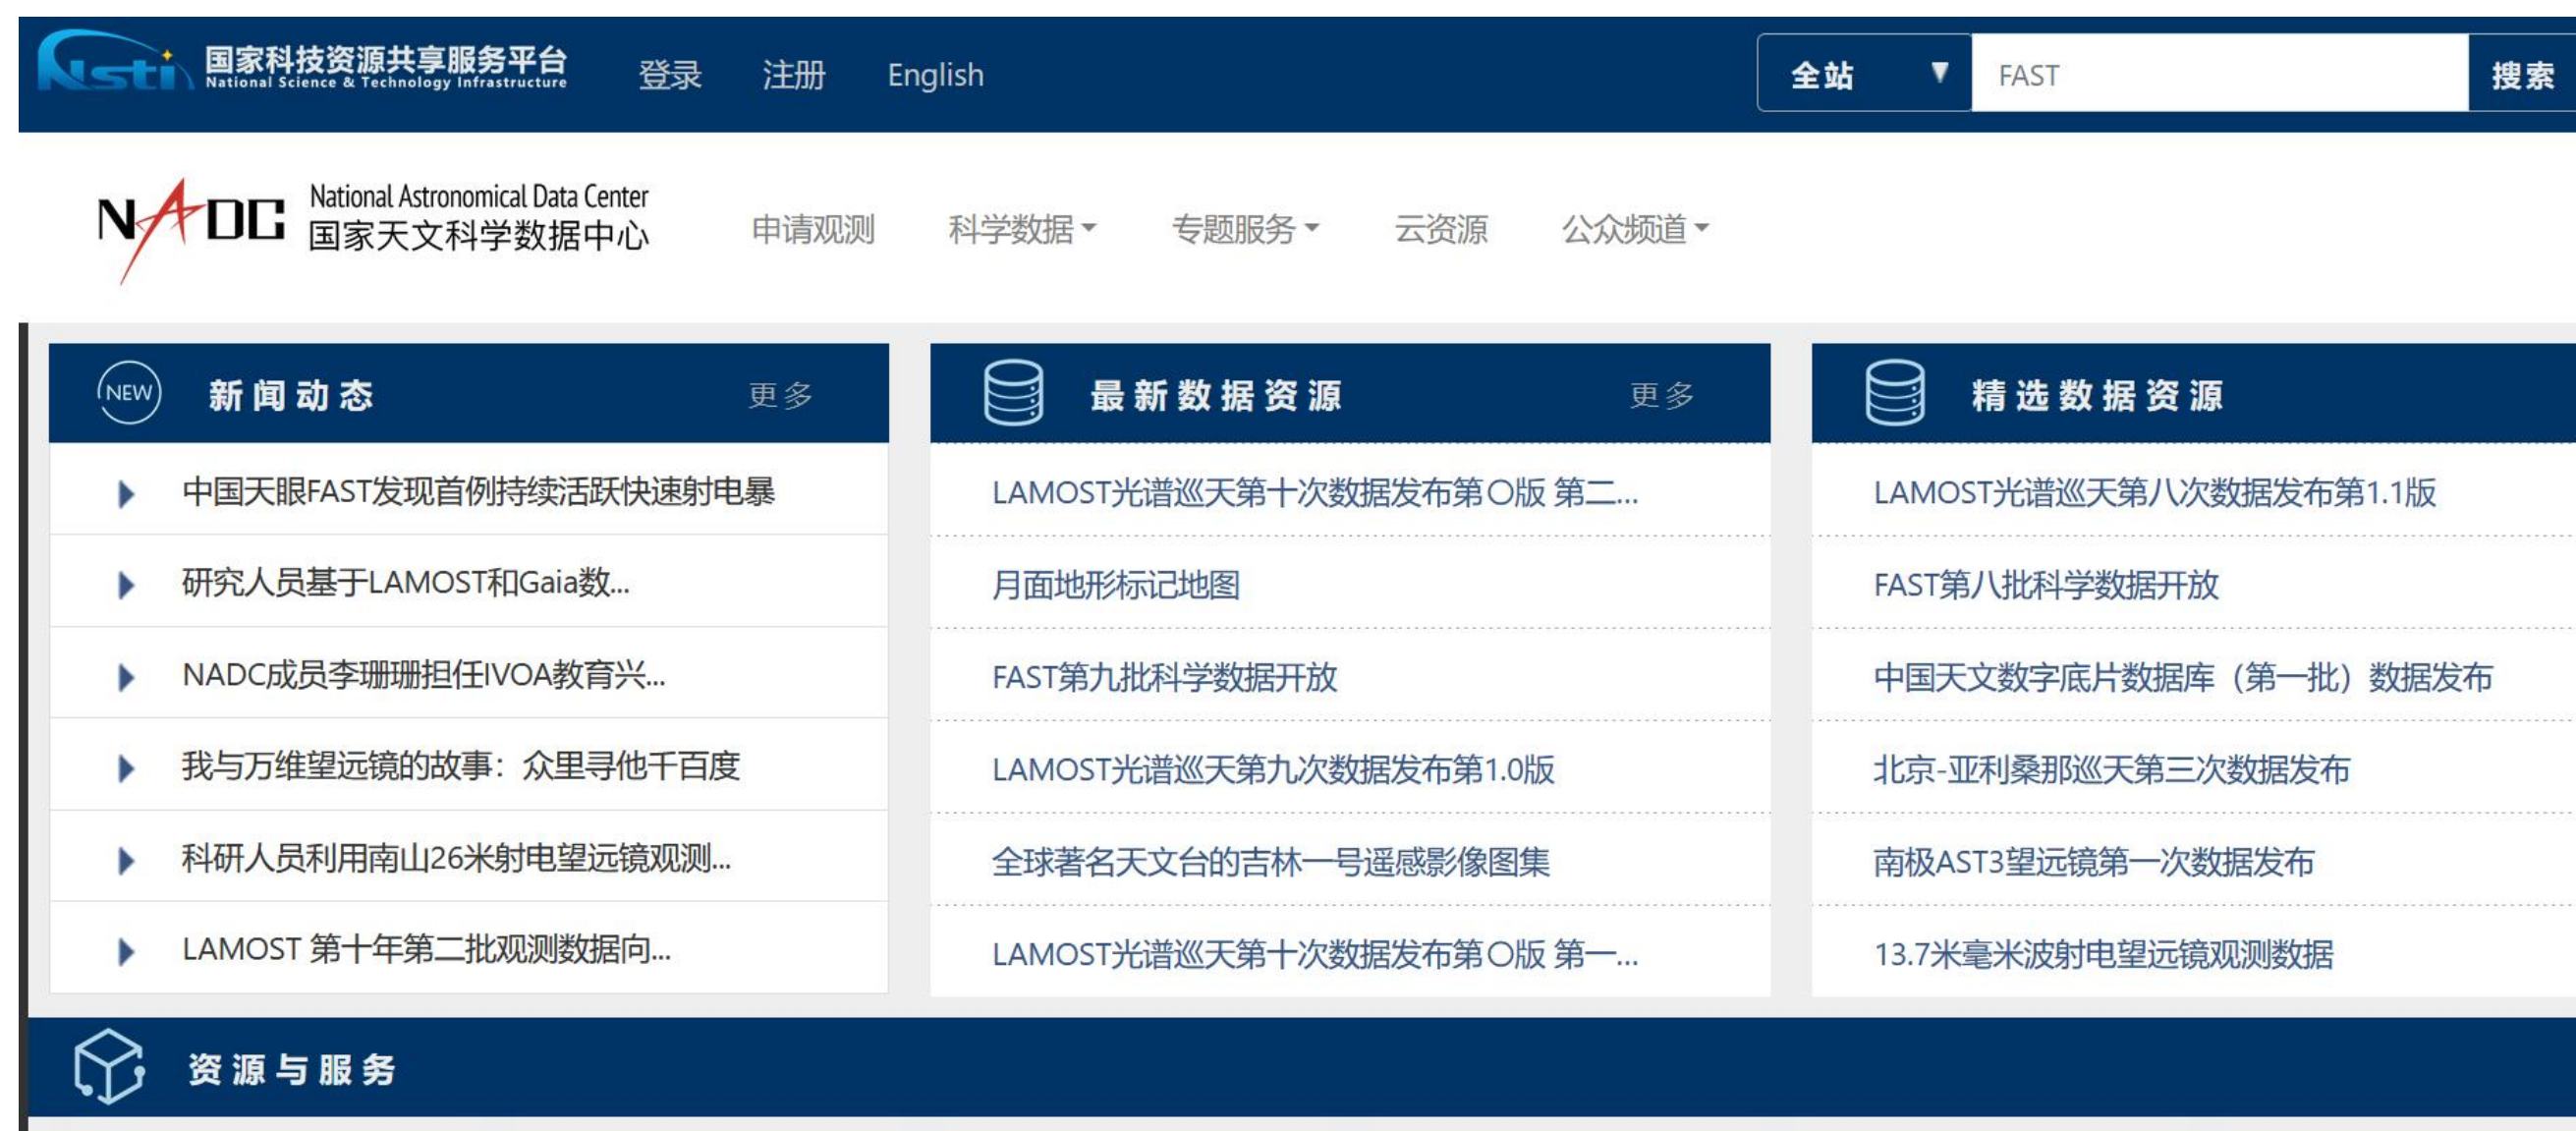 Nsti 国家科技资源共享服务平台 登录 注册 English 全站 ▼ FAST 搜索
National Science & Technology Infrastructure
NADC National Astronomical Data Center
国家天文科学数据中心 申请观测 科学数据 专题服务 云资源 公众频道
NEW 新闻动态 更多
中国天眼FAST发现首例持续活跃快速射电暴
研究人员基于LAMOST和Gaia数...
NADC成员李珊珊担任IVOA教育兴...
我与万维望远镜的故事：众里寻他千百度
科研人员利用南山26米射电望远镜观测...
LAMOST 第十年第二批观测数据向...
最新数据资源 更多
LAMOST光谱巡天第十次数据发布第〇版 第二...
月面地形标记地图
FAST第九批科学数据开放
LAMOST光谱巡天第九次数据发布第1.0版
全球著名天文台的吉林一号遥感影像图集
LAMOST光谱巡天第十次数据发布第〇版 第一...
精选数据资源
LAMOST光谱巡天第八次数据发布第1.1版
FAST第八批科学数据开放
中国天文数字底片数据库（第一批）数据发布
北京-亚利桑那巡天第三次数据发布
南极AST3望远镜第一次数据发布
13.7米毫米波射电望远镜观测数据
资源与服务